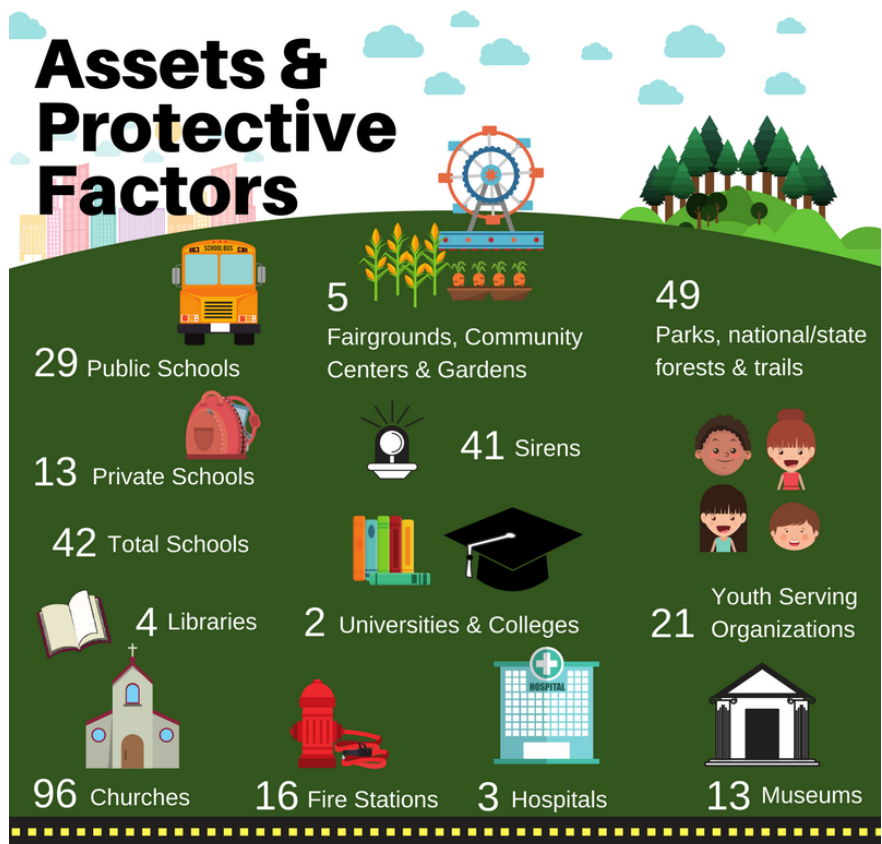 Assets &
Protective
Factors
SCHOOL BUS
29 Public Schools
5
Fairgrounds, Community
Centers & Gardens
49
Parks, national/state
forests & trails
13 Private Schools
41 Sirens
42 Total Schools
4 Libraries
2 Universities & Colleges
21 Youth Serving
Organizations
HOSPITAL
96 Churches
16 Fire Stations
3 Hospitals
13 Museums